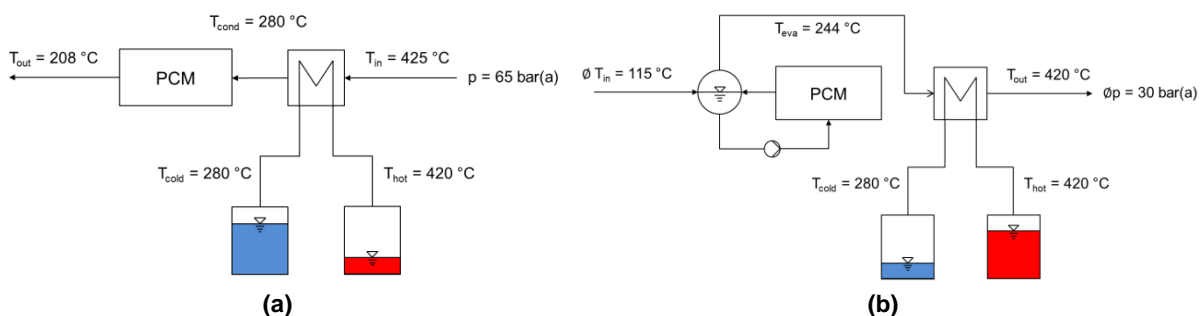 T_cond = 280 °C
T_out = 208 °C
T_in = 425 °C
PCM
p = 65 bar(a)
T_cold = 280 °C
T_hot = 420 °C
(a)
T_eva = 244 °C
Ø T_in = 115 °C
T_out = 420 °C
PCM
Øp = 30 bar(a)
T_cold = 280 °C
T_hot = 420 °C
(b)